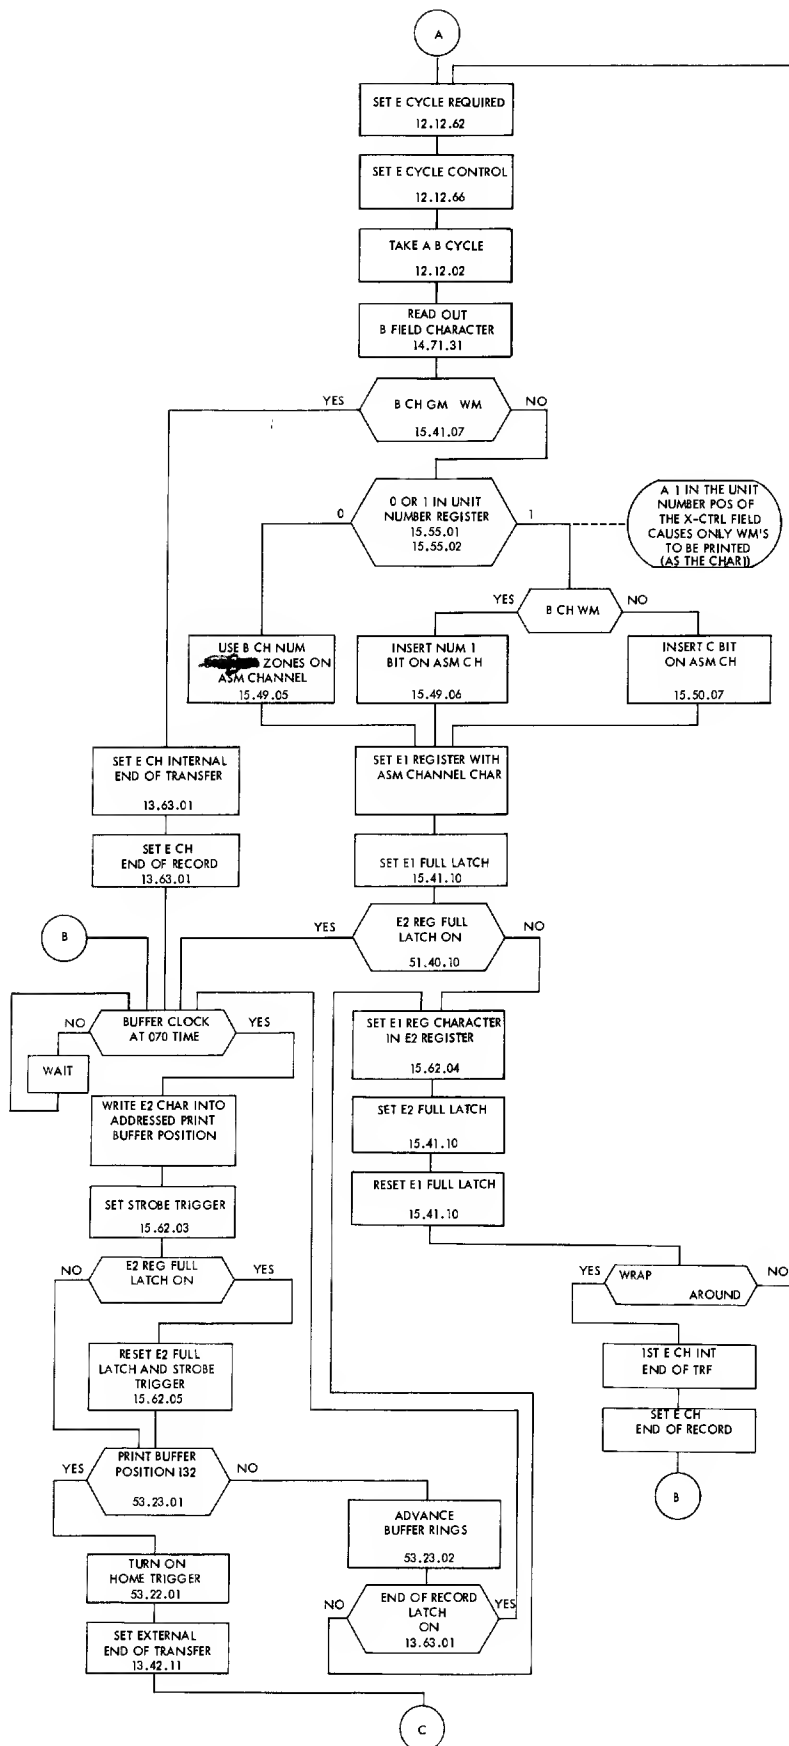 A
SET E CYCLE REQUIRED
12.12.62
SET E CYCLE CONTROL
12.12.66
TAKE A B CYCLE
12.12.02
READ OUT
B FIELD CHARACTER
14.71.31
YES
B CH GM WM
15.41.07
NO
0
0 OR 1 IN UNIT
NUMBER REGISTER
15.55.01
15.55.02
1
A 1 IN THE UNIT
NUMBER POS OF
THE X-CTRL FIELD
CAUSES ONLY WM'S
TO BE PRINTED
(AS THE CHAR1)
YES
B CH WM
NO
USE B CH NUM
ZONES ON
ASM CHANNEL
15.49.05
INSERT NUM 1
BIT ON ASM CH
15.49.06
INSERT C BIT
ON ASM CH
15.50.07
SET E CH INTERNAL
END OF TRANSFER
13.63.01
SET E1 REGISTER WITH
ASM CHANNEL CHAR
SET E CH
END OF RECORD
13.63.01
SET E1 FULL LATCH
15.41.10
B
YES
E2 REG FULL
LATCH ON
51.40.10
NO
NO
BUFFER CLOCK
AT 070 TIME
YES
WAIT
SET E1 REG CHARACTER
IN E2 REGISTER
15.62.04
WRITE E2 CHAR INTO
ADDRESSED PRINT
BUFFER POSITION
SET E2 FULL LATCH
15.41.10
SET STROBE TRIGGER
15.62.03
RESET E1 FULL LATCH
15.41.10
NO
E2 REG FULL
LATCH ON
YES
YES
WRAP
AROUND
NO
RESET E2 FULL
LATCH AND STROBE
TRIGGER
15.62.05
1ST E CH INT
END OF TRF
SET E CH
END OF RECORD
B
YES
PRINT BUFFER
POSITION 132
53.23.01
NO
ADVANCE
BUFFER RINGS
53.23.02
TURN ON
HOME TRIGGER
53.22.01
NO
END OF RECORD
LATCH
ON
13.63.01
YES
SET EXTERNAL
END OF TRANSFER
13.42.11
C